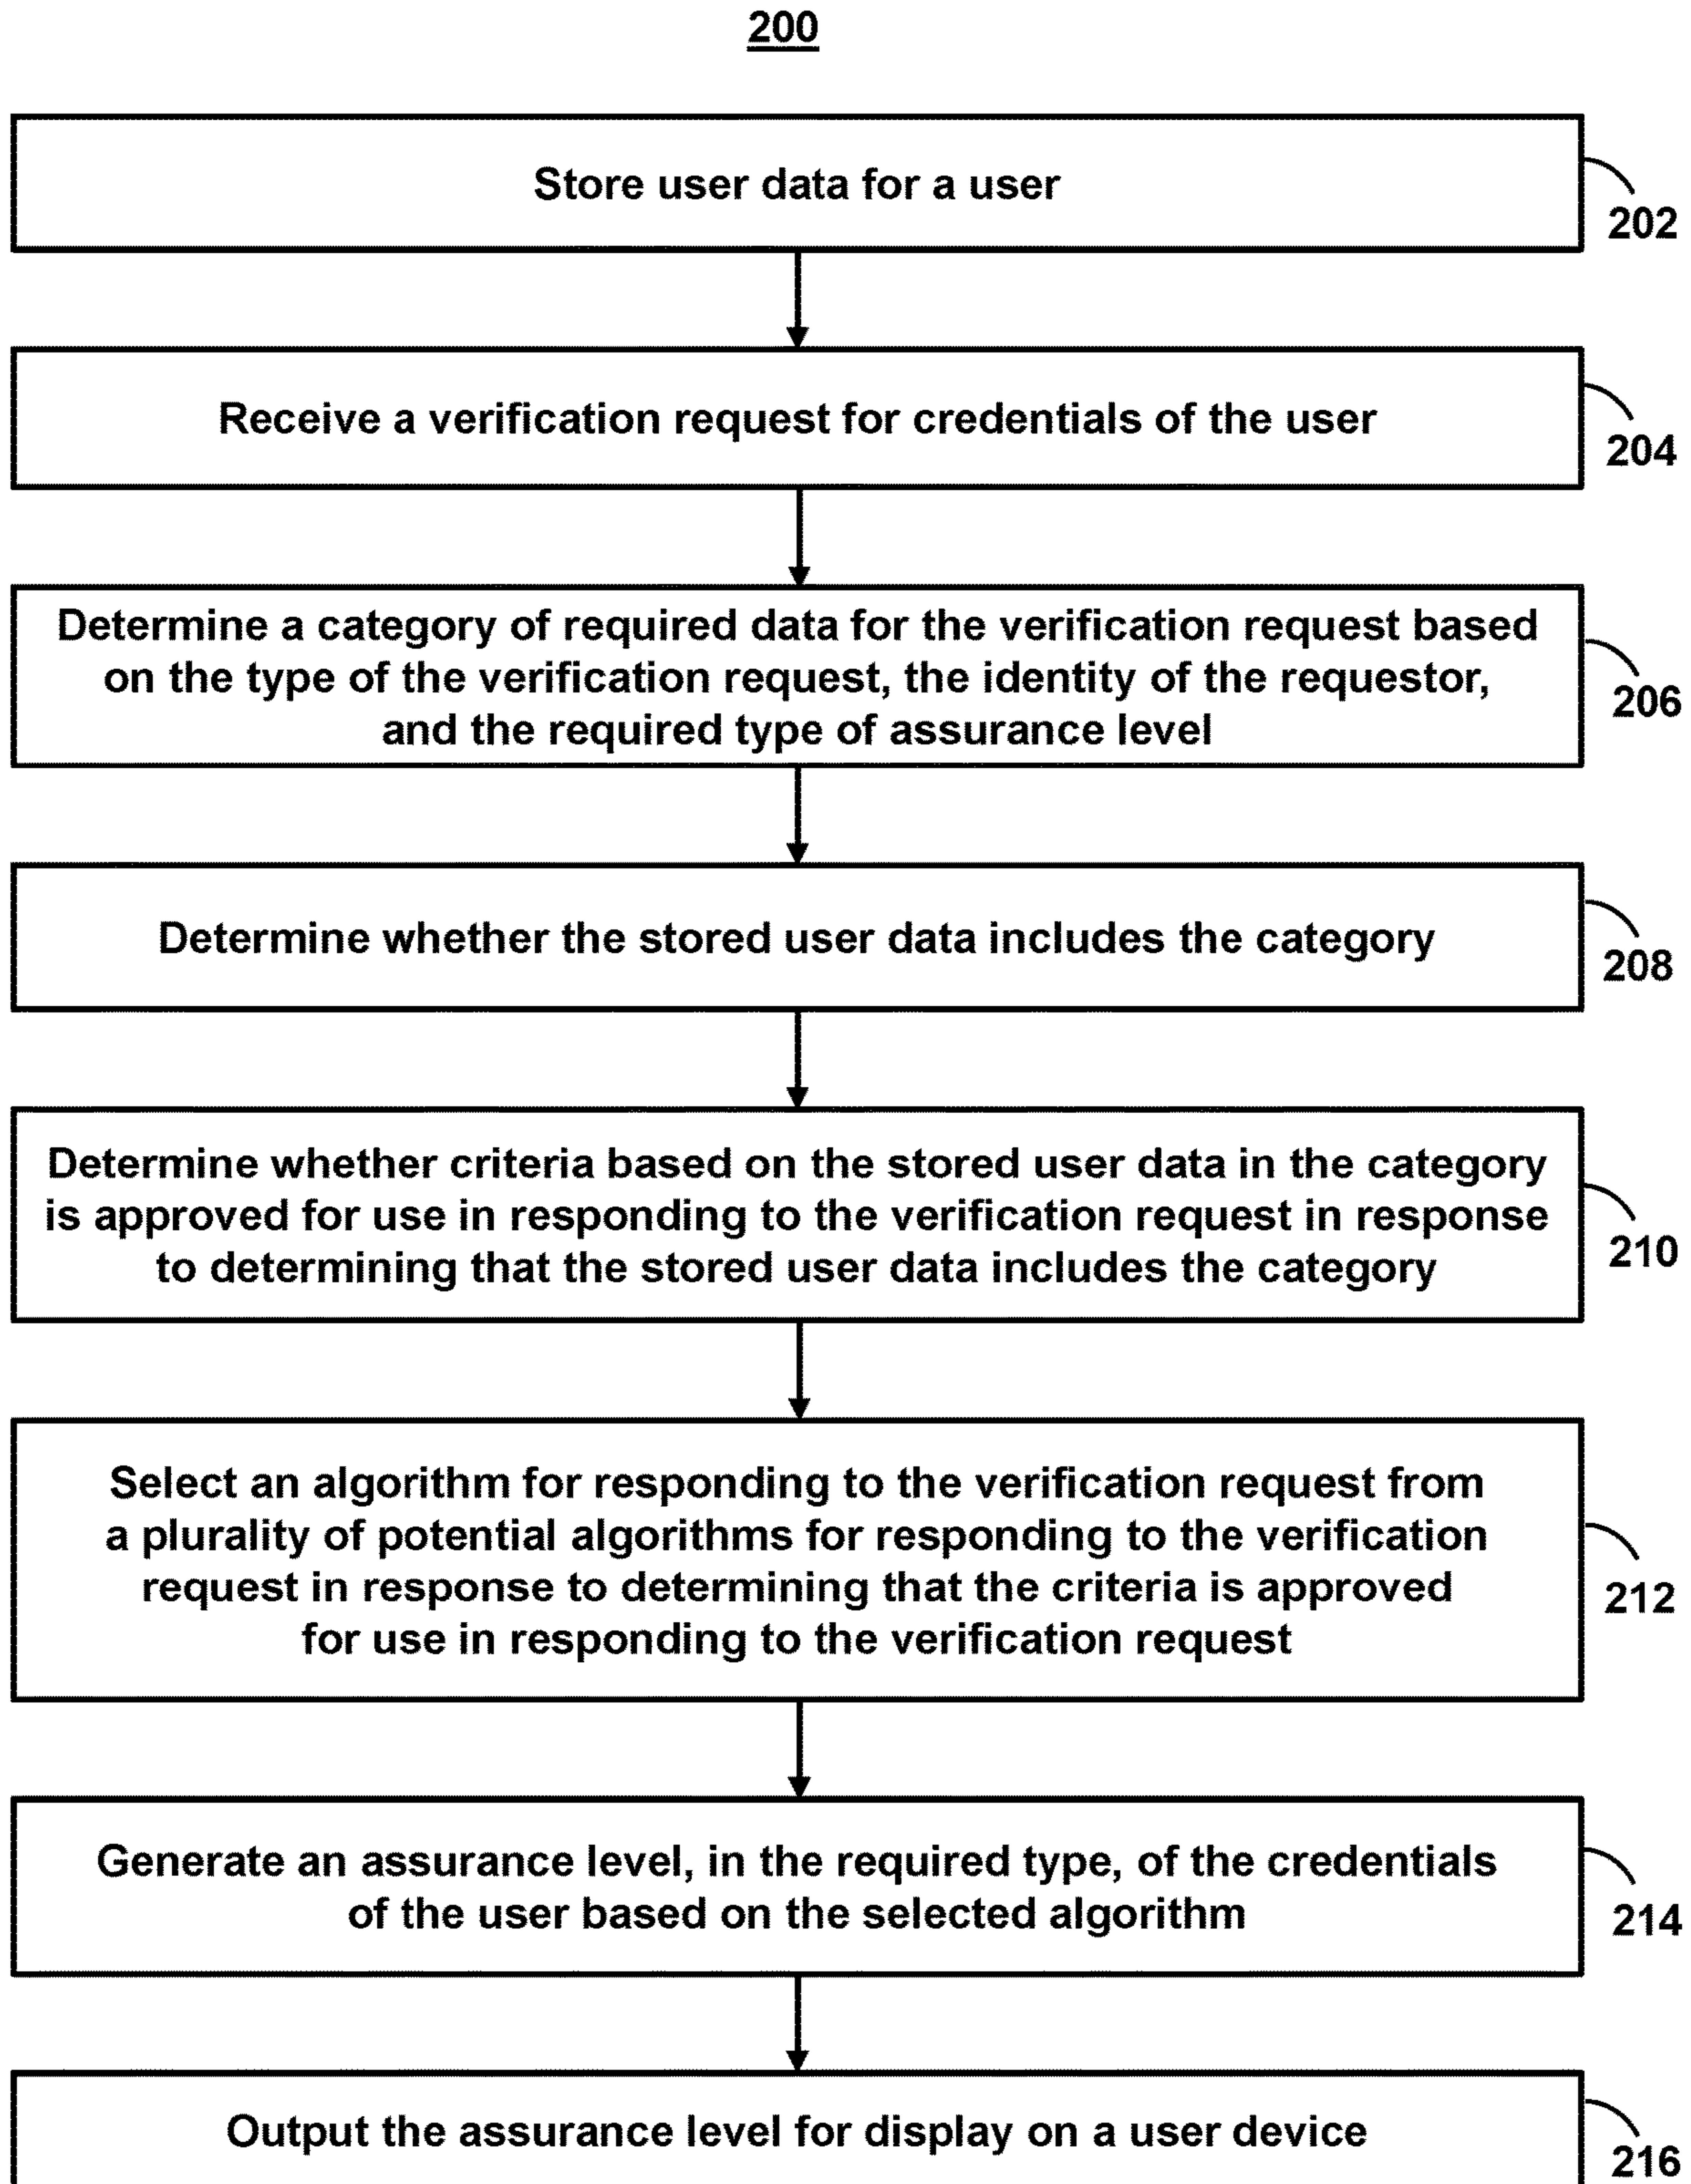 200
Store user data for a user
202
Receive a verification request for credentials of the user
204
Determine a category of required data for the verification request based
on the type of the verification request, the identity of the requestor,
and the required type of assurance level
206
Determine whether the stored user data includes the category
208
Determine whether criteria based on the stored user data in the category
is approved for use in responding to the verification request in response
to determining that the stored user data includes the category
210
Select an algorithm for responding to the verification request from
a plurality of potential algorithms for responding to the verification
request in response to determining that the criteria is approved
for use in responding to the verification request
212
Generate an assurance level, in the required type, of the credentials
of the user based on the selected algorithm
214
Output the assurance level for display on a user device
216